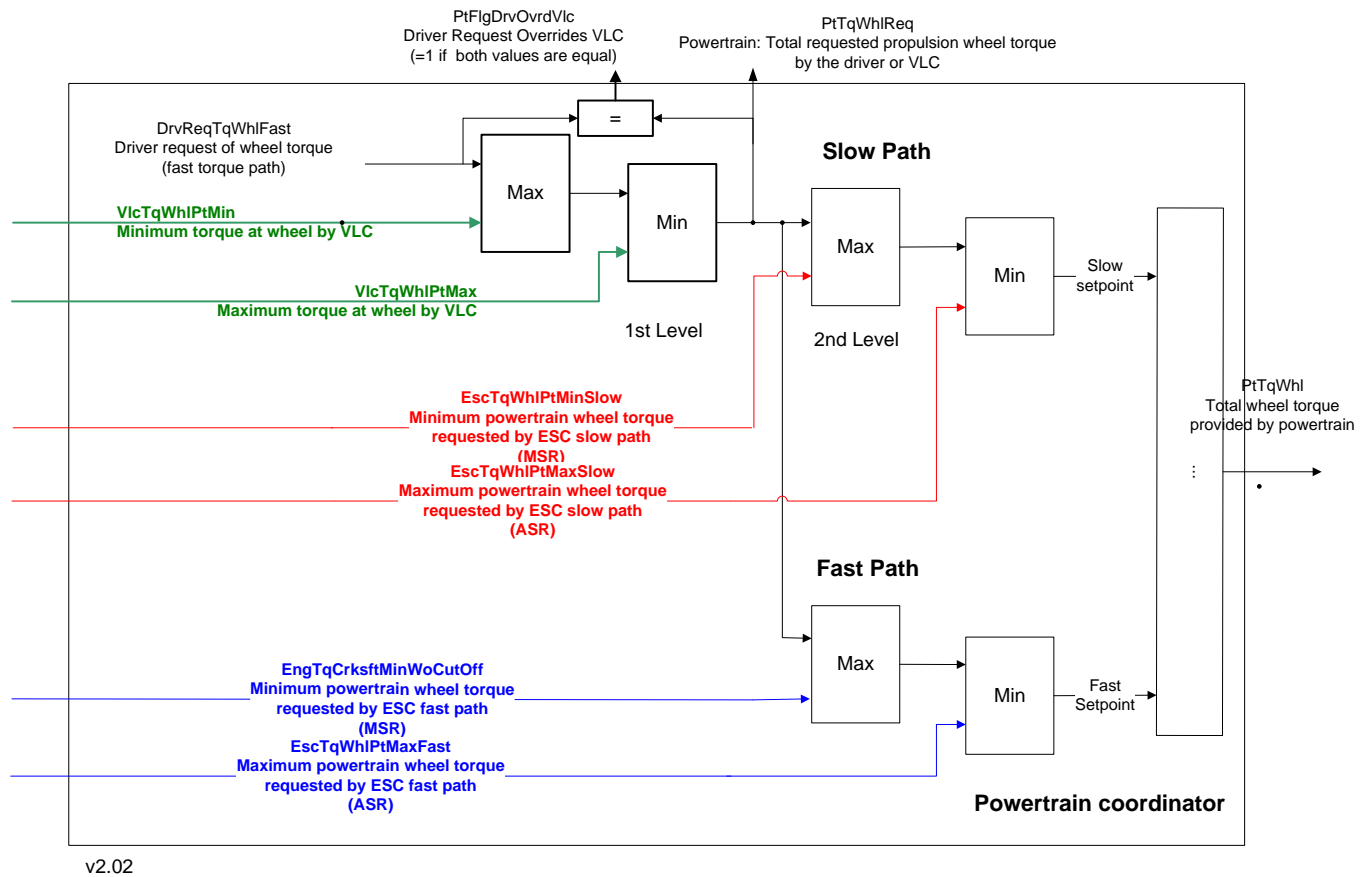 PtFlgDrvOvrdVlc
Driver Request Overrides VLC
(=1 if both values are equal)
PtTqWhlReq
Powertrain: Total requested propulsion wheel torque
by the driver or VLC
=
DrvReqTqWhlFast
Driver request of wheel torque
(fast torque path)
Max
Min
Slow Path
Max
Min
Slow
setpoint
VlcTqWhlPtMin
Minimum torque at wheel by VLC
VlcTqWhlPtMax
Maximum torque at wheel by VLC
1st Level
2nd Level
EscTqWhlPtMinSlow
Minimum powertrain wheel torque
requested by ESC slow path
(MSR)
EscTqWhlPtMaxSlow
Maximum powertrain wheel torque
requested by ESC slow path
(ASR)
PtTqWhl
Total wheel torque
provided by powertrain
...
Fast Path
Max
Min
Fast
Setpoint
EngTqCrksftMinWoCutOff
Minimum powertrain wheel torque
requested by ESC fast path
(MSR)
EscTqWhlPtMaxFast
Maximum powertrain wheel torque
requested by ESC fast path
(ASR)
Powertrain coordinator
v2.02